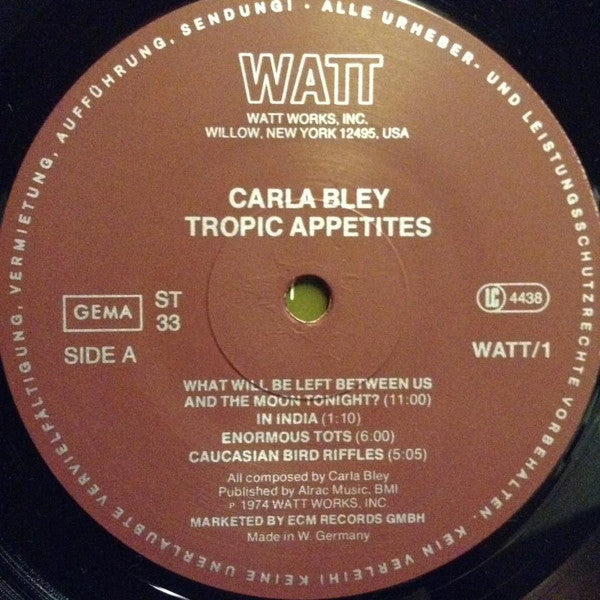 ALLE URHEBER- UND LEISTUNGSSCHUTZRECHTE VORBEHALTEN. KEIN VERLEIH! KEINE UNERLAUBTE VERVIELFÄLTIGUNG, VERMIETUNG, AUFFÜHRUNG, SENDUNG!
WATT
WATT WORKS, INC.
WILLOW, NEW YORK 12495, USA
CARLA BLEY
TROPIC APPETITES
GEMA
ST
33
LC 4438
SIDE A
WATT/1
WHAT WILL BE LEFT BETWEEN US
AND THE MOON TONIGHT? (11:00)
IN INDIA (1:10)
ENORMOUS TOTS (6:00)
CAUCASIAN BIRD RIFFLES (5:05)
All composed by Carla Bley
Published by Alrac Music, BMI
℗ 1974 WATT WORKS, INC.
MARKETED BY ECM RECORDS GMBH
Made in W. Germany